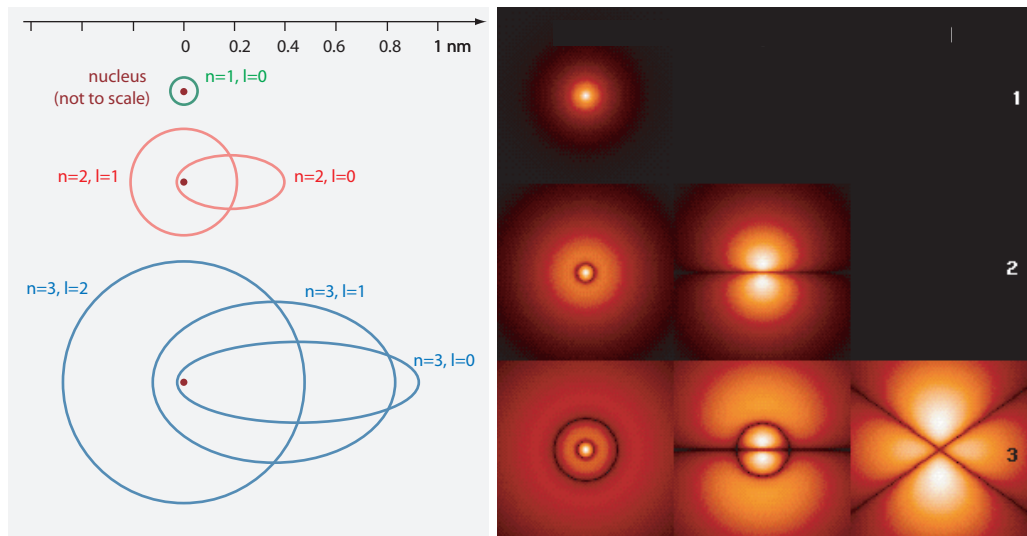 0 0.2 0.4 0.6 0.8 1 nm
nucleus
(not to scale)
n=1, l=0
n=2, l=1
n=2, l=0
n=3, l=2
n=3, l=1
n=3, l=0
1
2
3